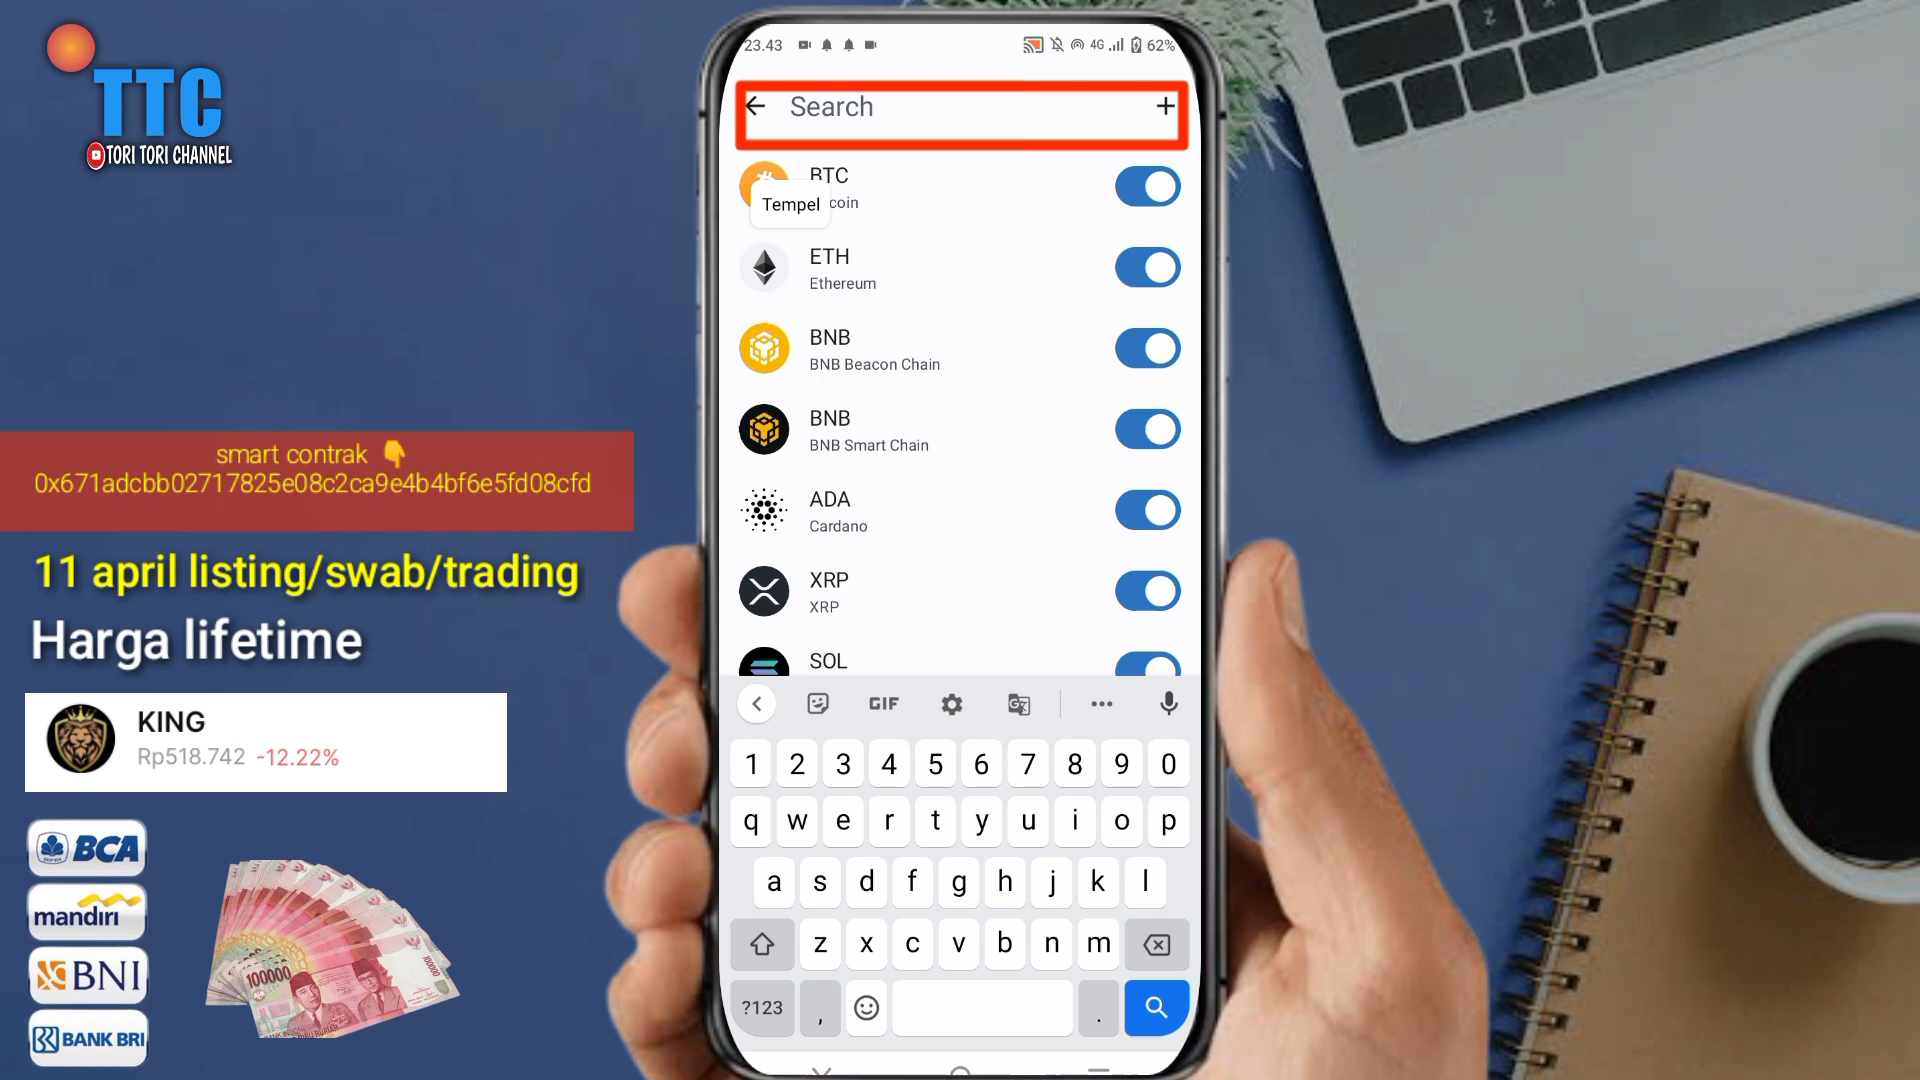 TTC
TORI TORI CHANNEL
smart contrak 👇
0x671adcbb02717825e08c2ca9e4b4bf6e5fd08cfd
11 april listing/swab/trading
Harga lifetime
KING
Rp518.742 -12.22%
BCA
mandiri
BNI
BANK BRI
100000
100000
23.43
4G
62%
Search
BTC
coin
Tempel
ETH
Ethereum
BNB
BNB Beacon Chain
BNB
BNB Smart Chain
ADA
Cardano
XRP
XRP
SOL
GIF
1 2 3 4 5 6 7 8 9 0
q w e r t y u i o p
a s d f g h j k l
z x c v b n m
?123 , .